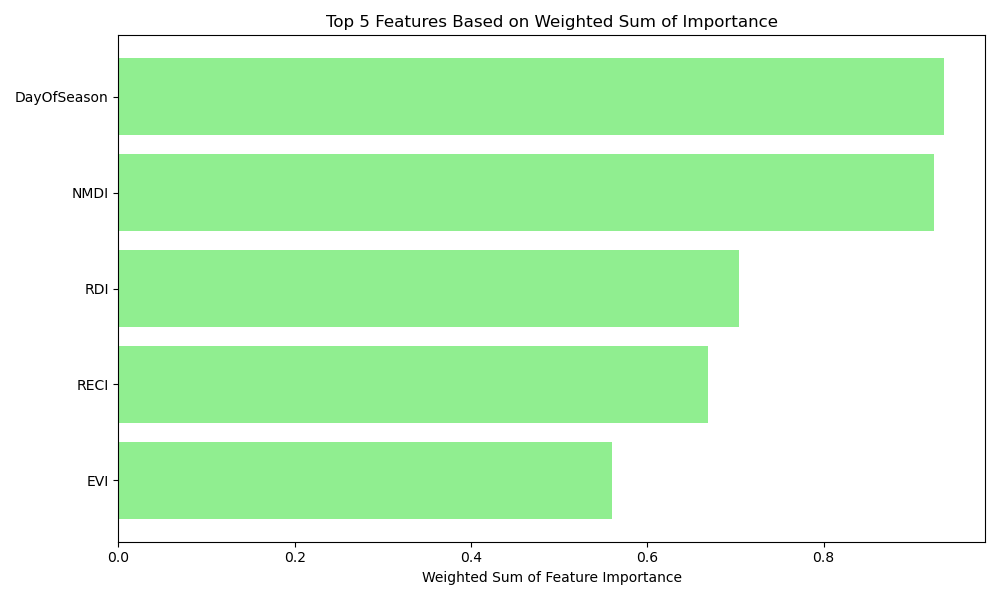 Top 5 Features Based on Weighted Sum of Importance
DayOfSeason
NMDI
RDI
RECI
EVI
0.0 0.2 0.4 0.6 0.8
Weighted Sum of Feature Importance